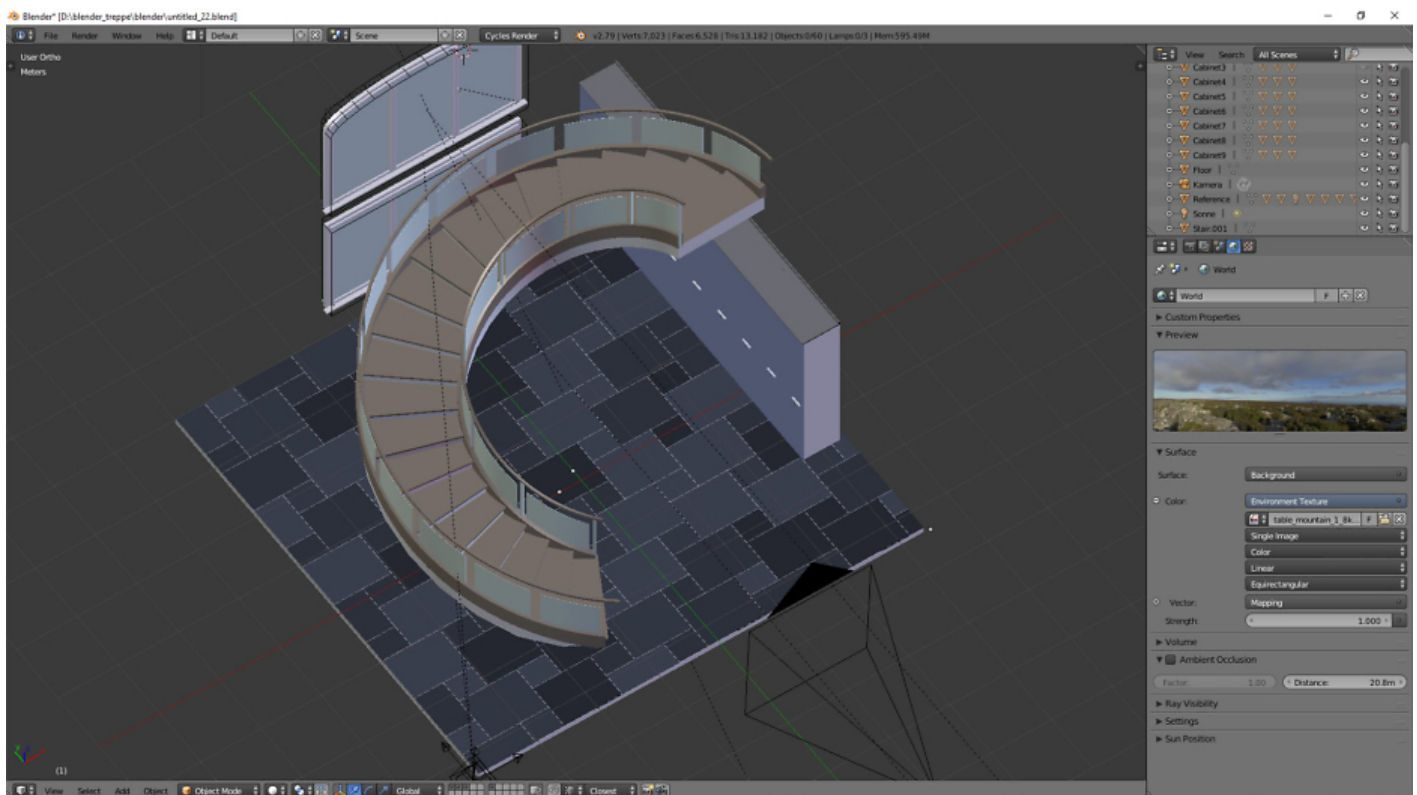 Blender* [D:\blender_treppe\blender\untitled_22.blend]
File Render Window Help Default Scene Cycles Render v2.79 | Verts:7,023 | Faces:6,528 | Tris:13,182 | Objects:0/60 | Lamps:0/3 | Mem:595.49M
User Ortho
Meters
(1)
View Select Add Object Object Mode Global Closest
View Search All Scenes
Cabinet3
Cabinet4
Cabinet5
Cabinet6
Cabinet7
Cabinet8
Cabinet9
Floor
Kamera
Reference
Sonne
Stair.001
World
World F
Custom Properties
Preview
Surface
Surface: Background
Color: Environment Texture
table_mountain_1_8k... F
Single Image
Color
Linear
Equirectangular
Vector: Mapping
Strength: 1.000
Volume
Ambient Occlusion
Factor: 1.00 Distance: 20.8m
Ray Visibility
Settings
Sun Position